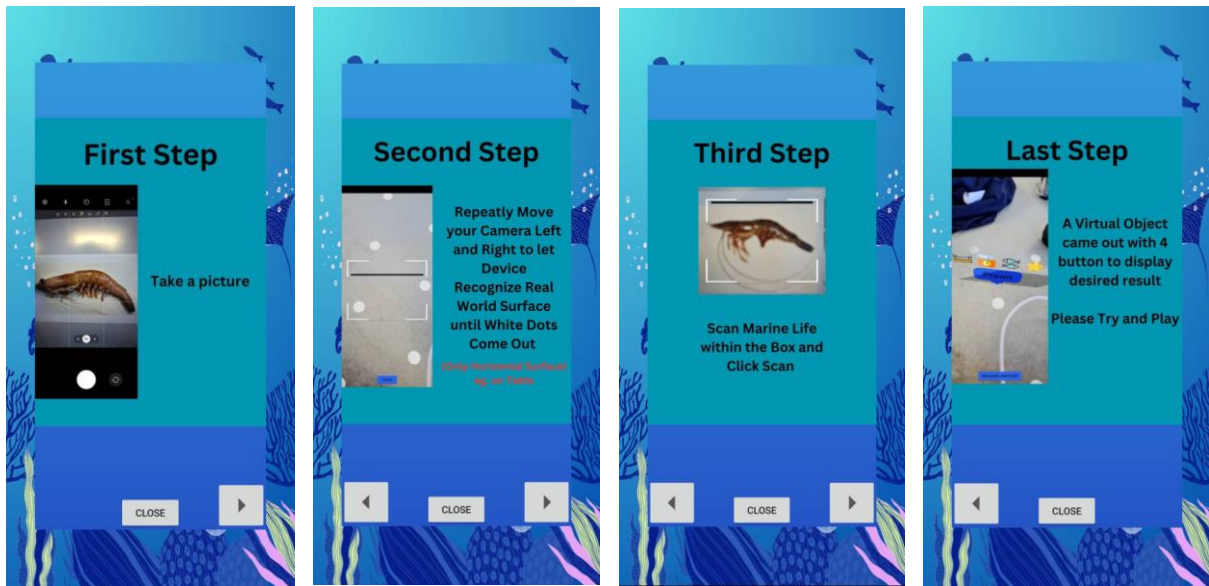 First Step
Take a picture
CLOSE
Second Step
Repeatly Move
your Camera Left
and Right to let
Device
Recognize Real
World Surface
until White Dots
Come Out
eg, on Table
CLOSE
Third Step
Scan Marine Life
within the Box and
Click Scan
CLOSE
Last Step
A Virtual Object
came out with 4
button to display
desired result
Please Try and Play
CLOSE